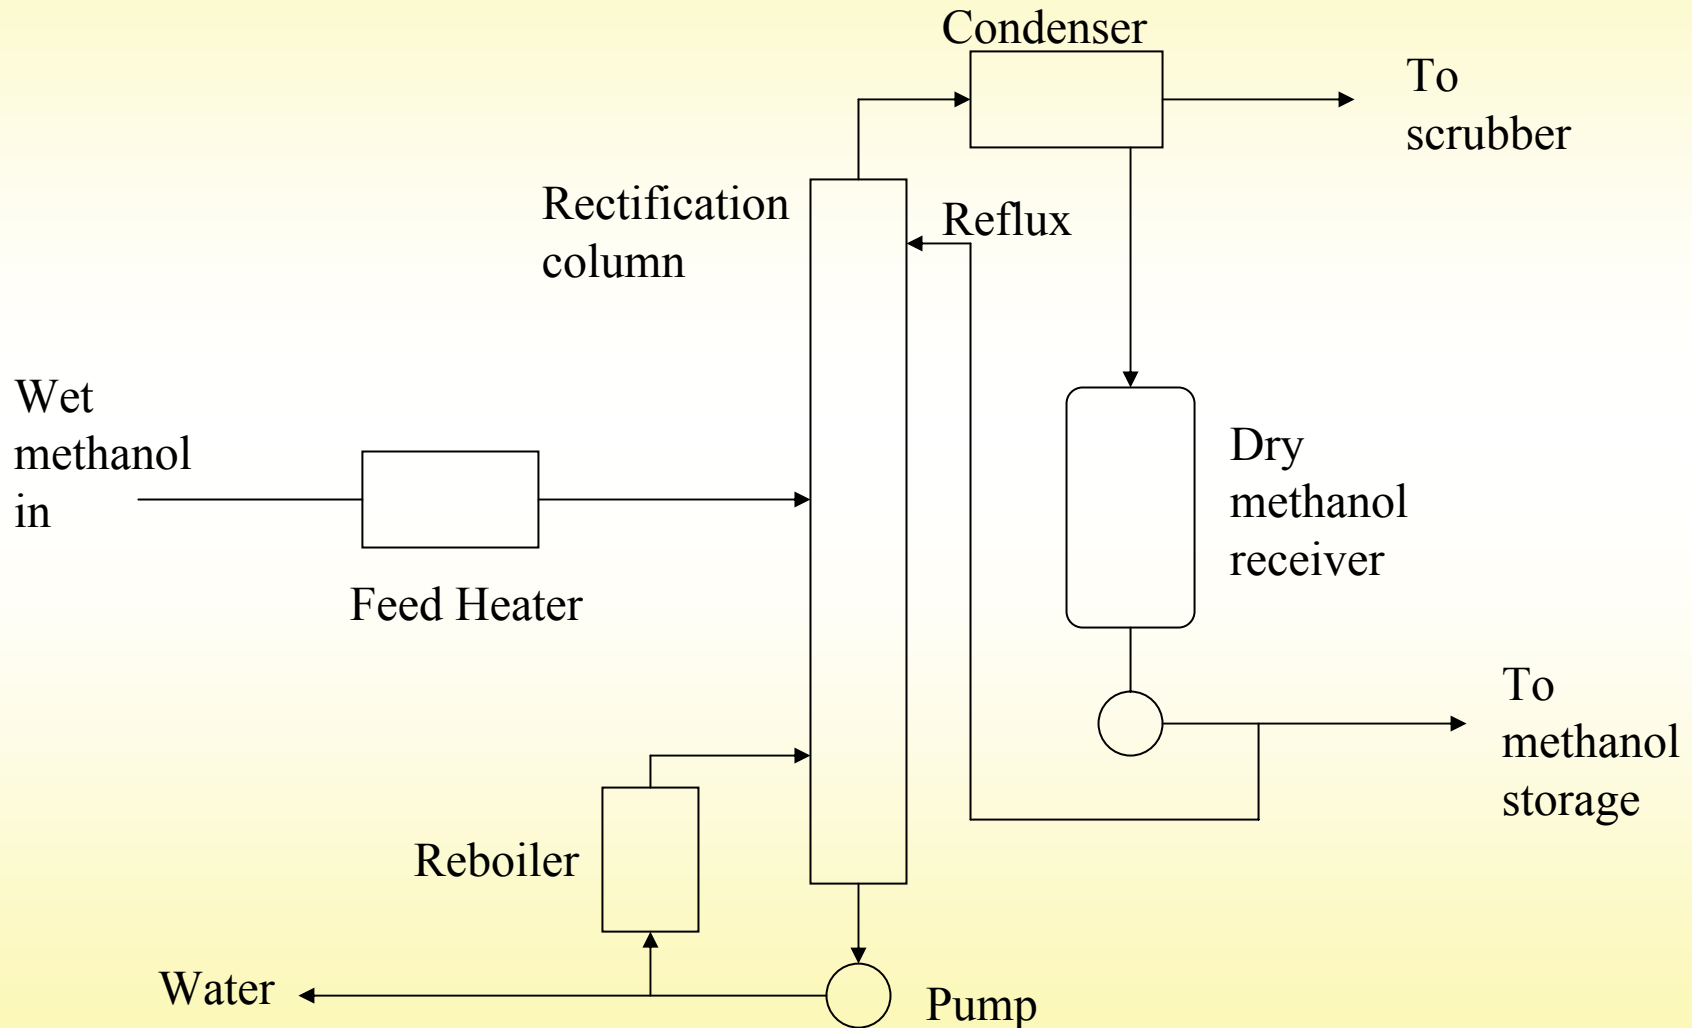 Condenser
To
scrubber
Rectification
column
Reflux
Wet
methanol
in
Dry
methanol
receiver
Feed Heater
To
methanol
storage
Reboiler
Water
Pump